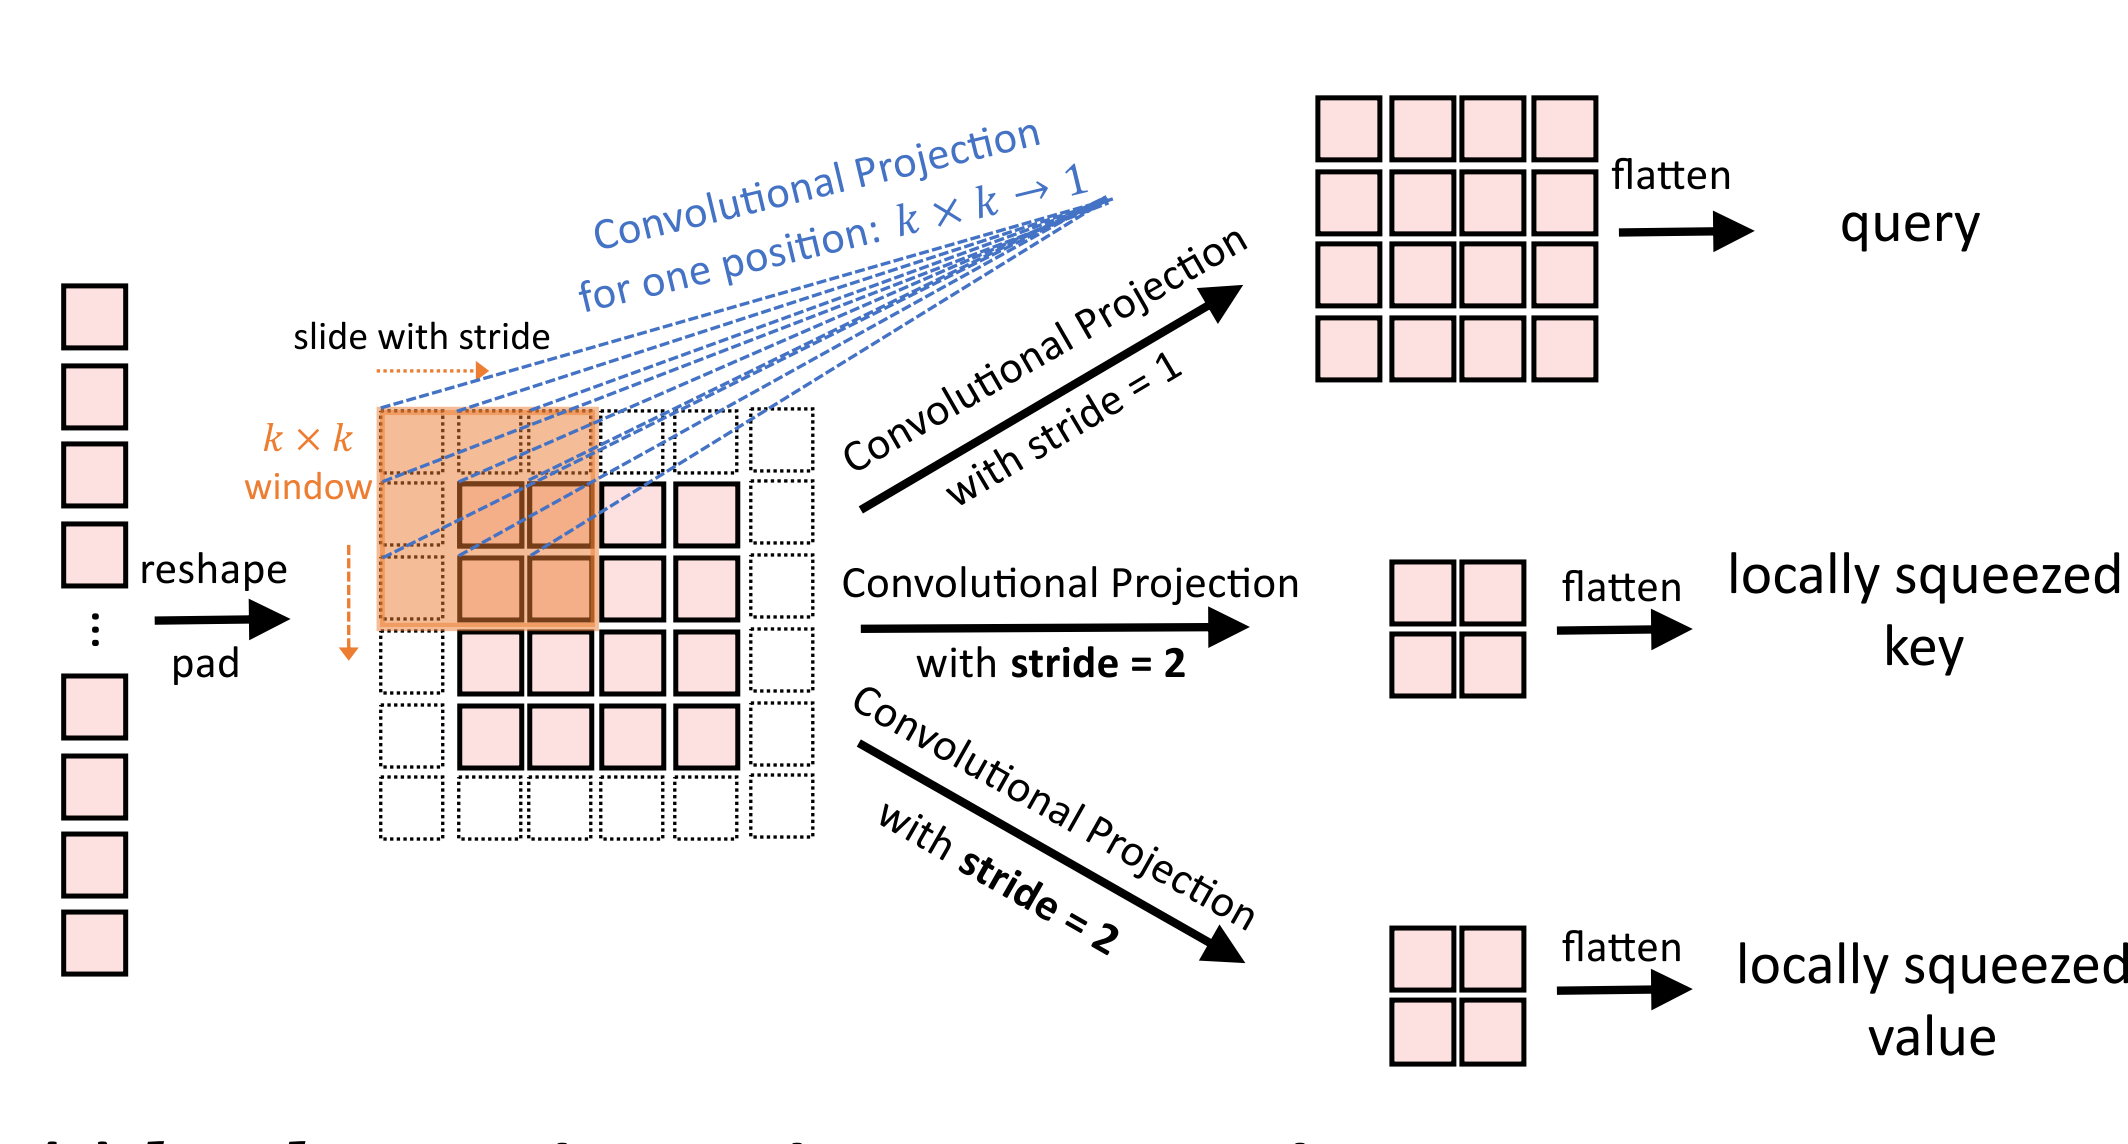 Convolutional Projection
for one position: k × k → 1
slide with stride
k × k
window
reshape
pad
Convolutional Projection
with stride = 1
flatten
query
Convolutional Projection
with stride = 2
flatten
locally squeezed
key
Convolutional Projection
with stride = 2
flatten
locally squeezed
value